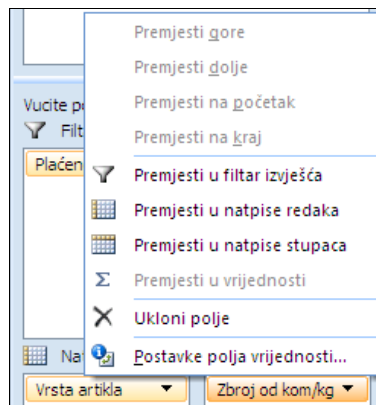 Premjesti gore
Premjesti dolje
Premjesti na početak
Premjesti na kraj
Vucite
Filt
Plaćen
Premjesti u filtar izvješća
Premjesti u natpise redaka
Premjesti u natpise stupaca
Σ Premjesti u vrijednosti
Ukloni polje
Na
Postavke polja vrijednosti...
Vrsta artikla
Zbroj od kom/kg